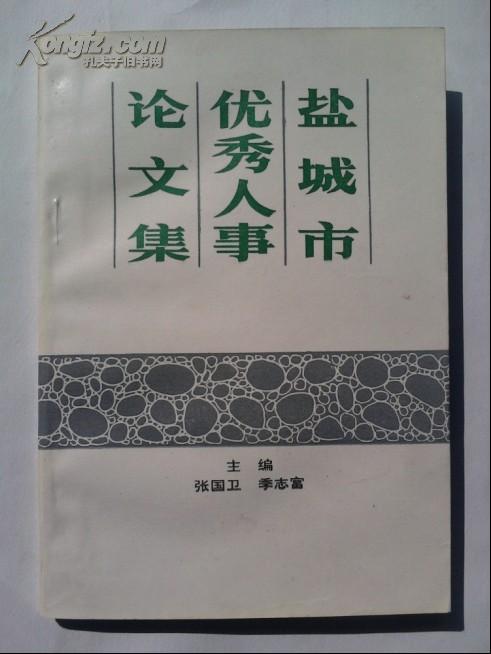 Kongfz.com
孔夫子旧书网
盐城市
优秀人事
论文集
主 编
张国卫 季志富